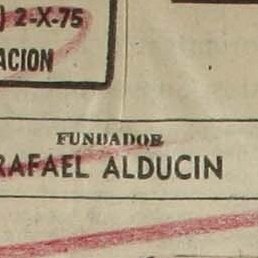 ) 2-X-75
ACION
FUNDADOR
RAFAEL ALDUCIN